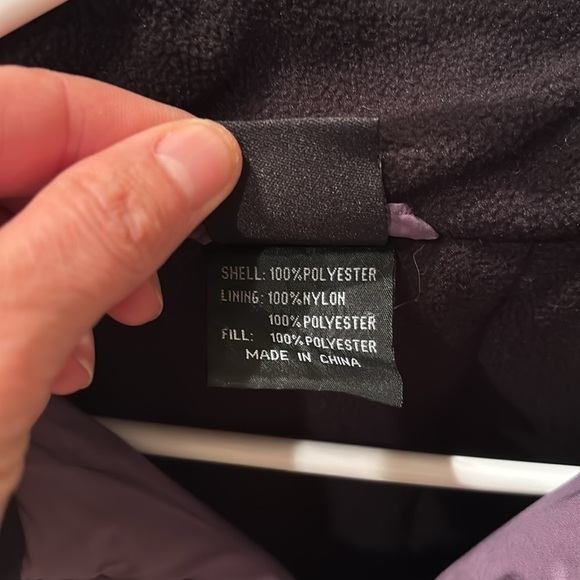 SHELL: 100%POLYESTER
LINING: 100%NYLON
100%POLYESTER
FILL: 100%POLYESTER
MADE IN CHINA